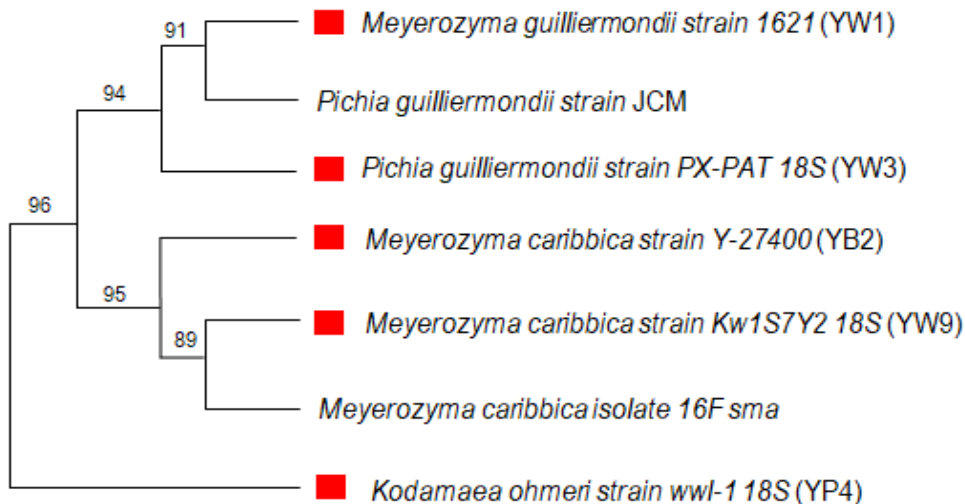 91
Meyerozyma guilliermondii strain 1621 (YW1)
94
Pichia guilliermondii strain JCM
Pichia guilliermondii strain PX-PAT 18S (YW3)
96
Meyerozyma caribbica strain Y-27400 (YB2)
95
Meyerozyma caribbica strain Kw1S7Y2 18S (YW9)
89
Meyerozyma caribbica isolate 16F sma
Kodamaea ohmeri strain wwl-1 18S (YP4)